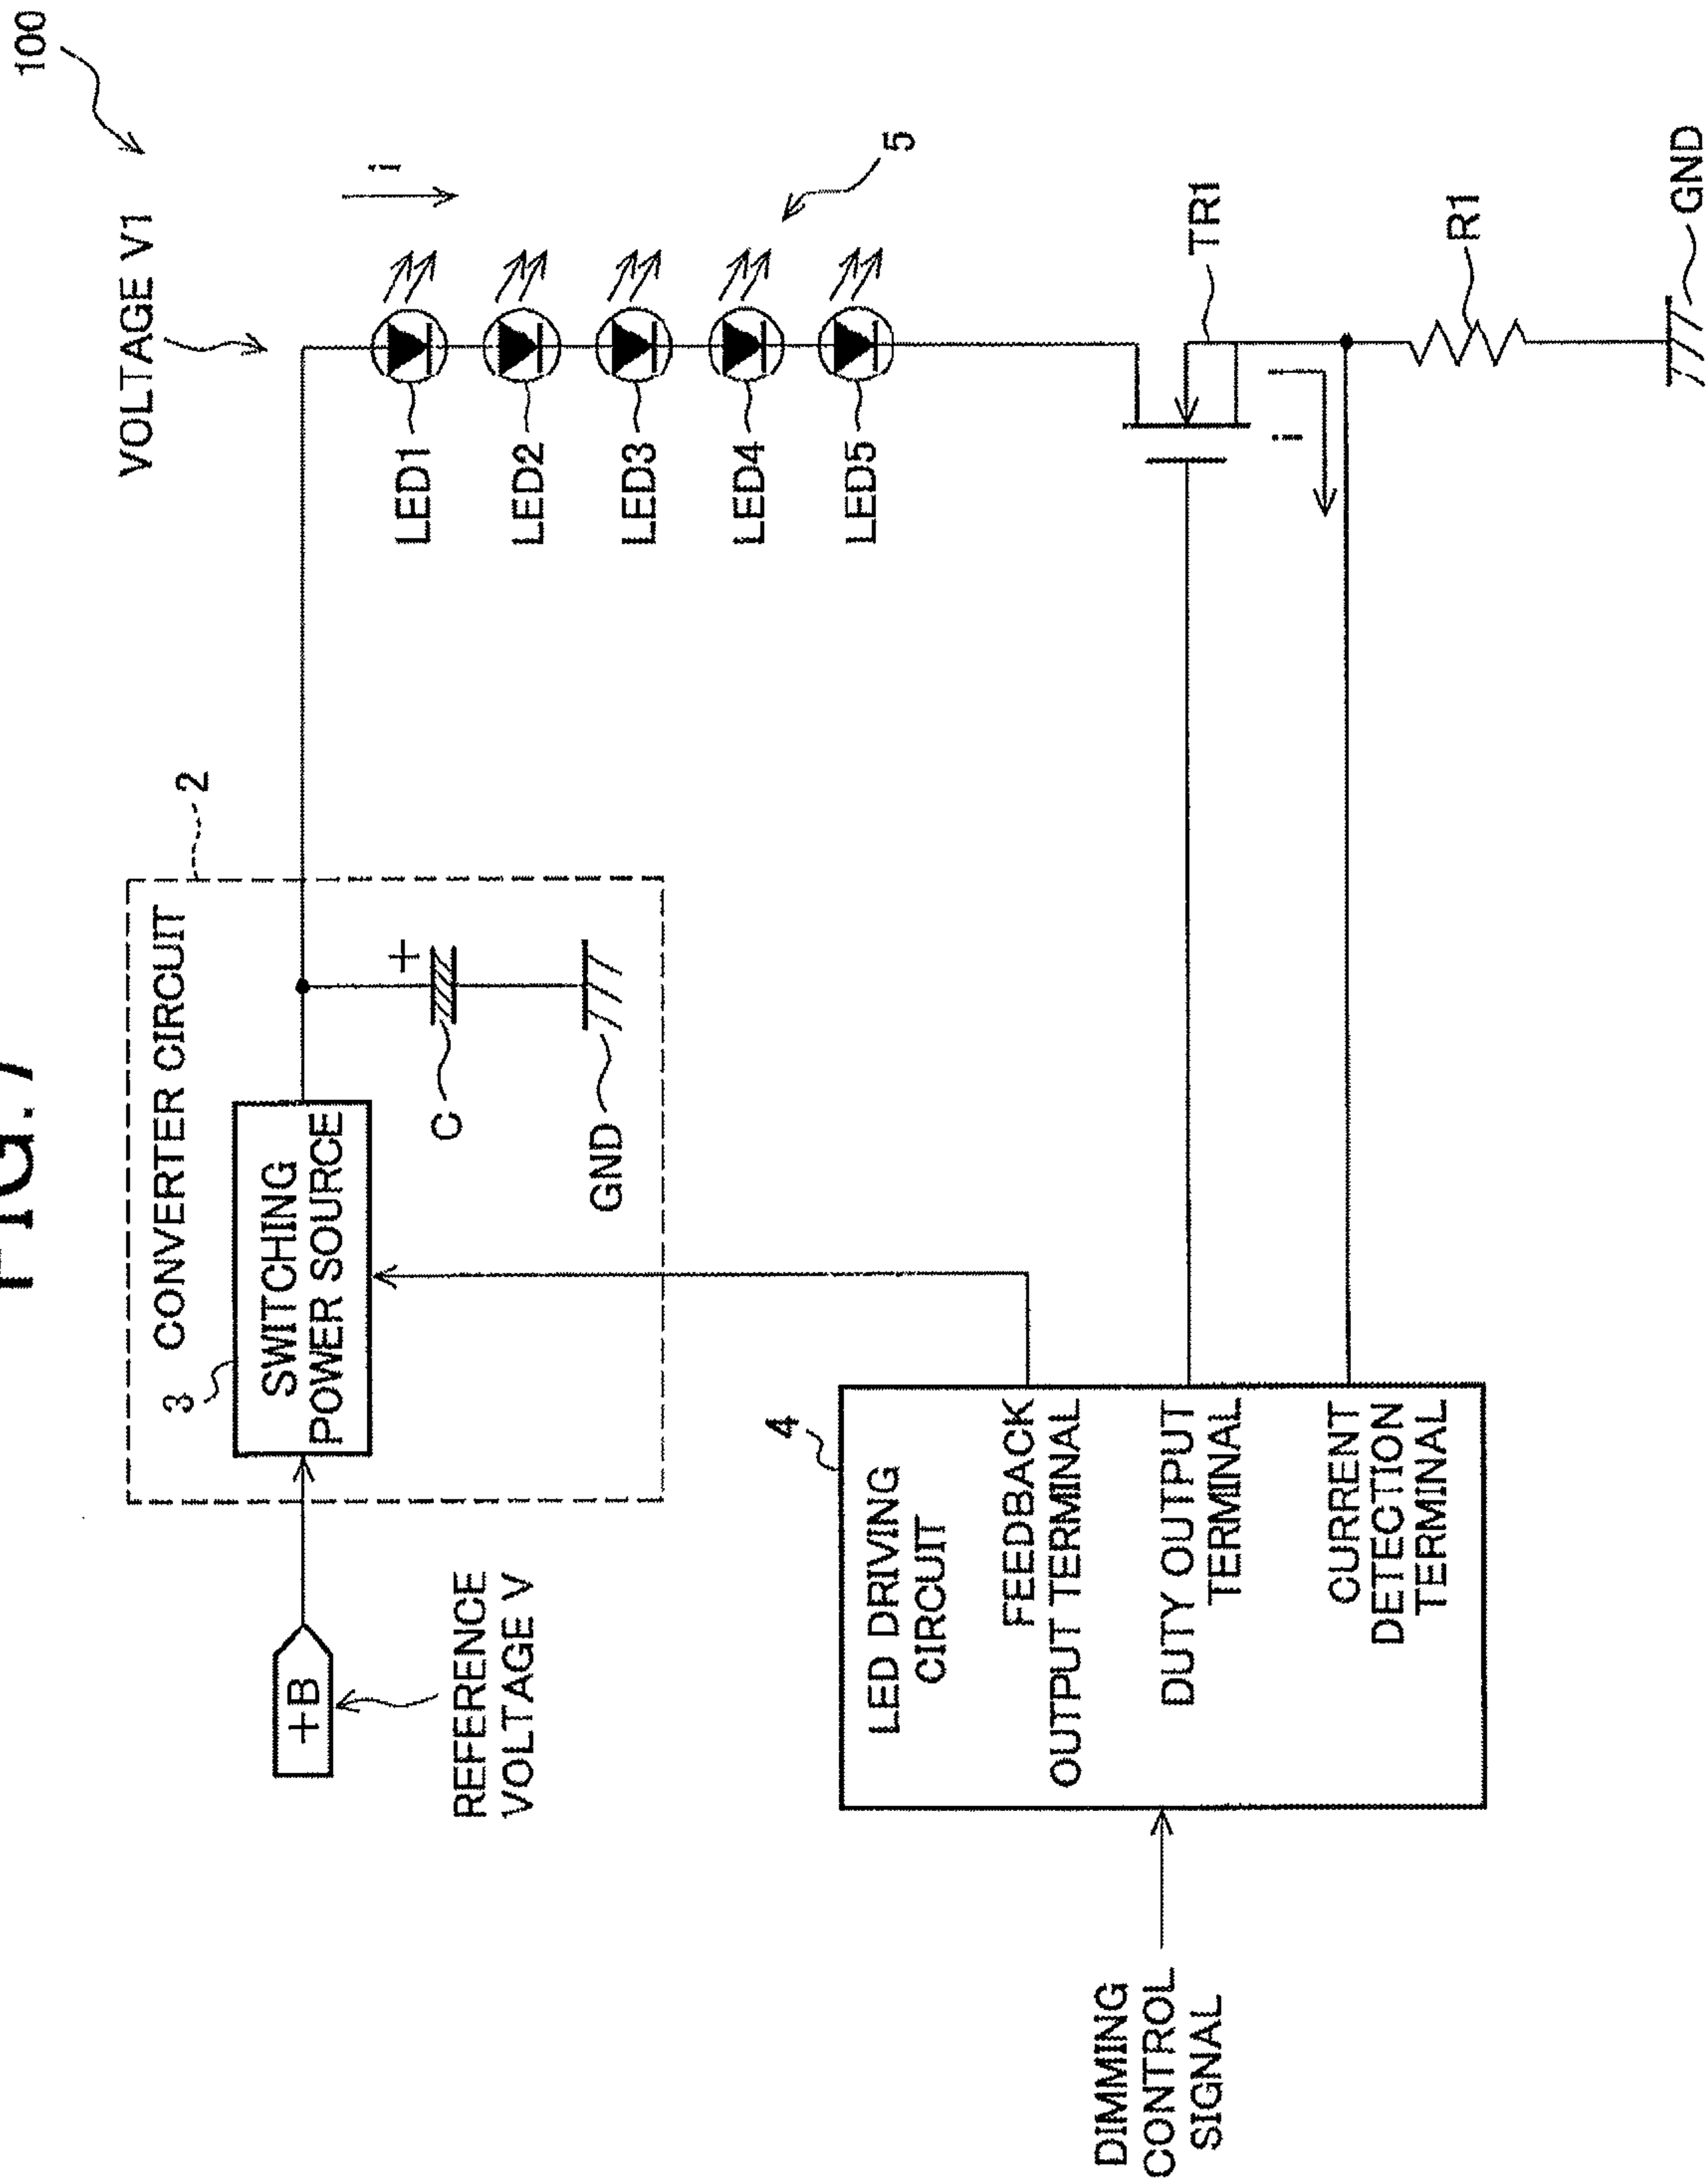 FIG. 7
100
VOLTAGE V1
i
5
LED1
LED2
LED3
LED4
LED5
TR1
i
R1
GND
2
CONVERTER CIRCUIT
3
SWITCHING
POWER SOURCE
+
C
GND
+B
REFERENCE
VOLTAGE V
4
LED DRIVING
CIRCUIT
FEEDBACK
OUTPUT TERMINAL
DUTY OUTPUT
TERMINAL
CURRENT
DETECTION
TERMINAL
DIMMING
CONTROL
SIGNAL